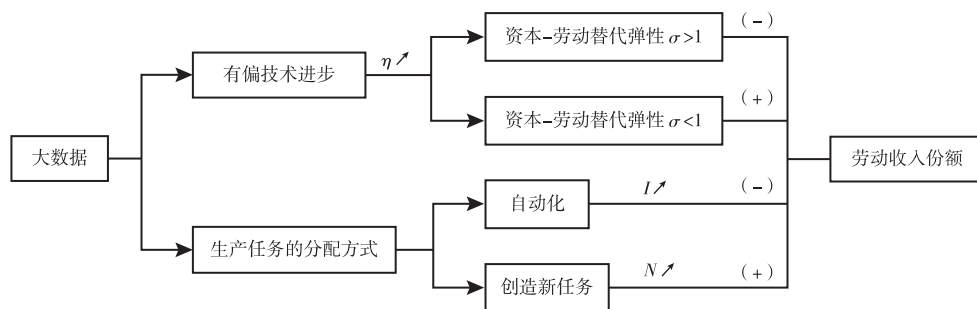 大数据
有偏技术进步
η↗
资本-劳动替代弹性 σ>1
(-)
资本-劳动替代弹性 σ<1
(+)
生产任务的分配方式
自动化
I↗
(-)
创造新任务
N↗
(+)
劳动收入份额